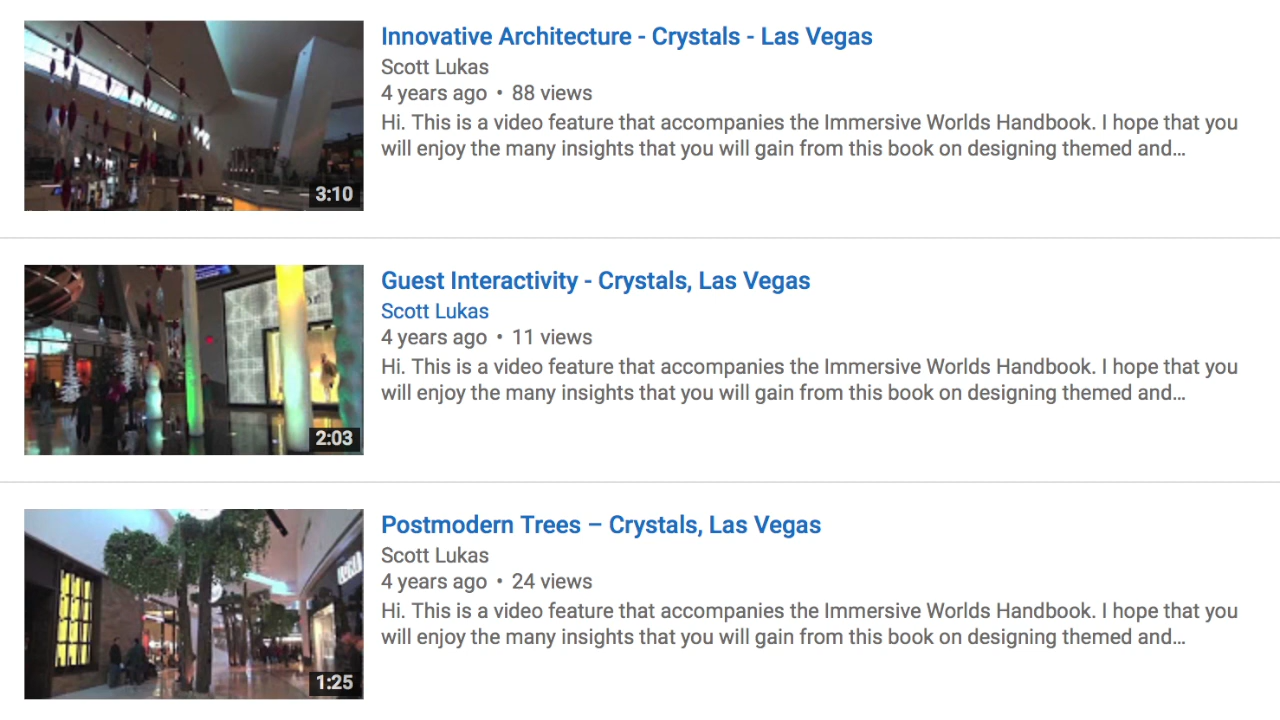 Innovative Architecture - Crystals - Las Vegas
Scott Lukas
4 years ago • 88 views
Hi. This is a video feature that accompanies the Immersive Worlds Handbook. I hope that you
will enjoy the many insights that you will gain from this book on designing themed and...
3:10
Guest Interactivity - Crystals, Las Vegas
Scott Lukas
4 years ago • 11 views
Hi. This is a video feature that accompanies the Immersive Worlds Handbook. I hope that you
will enjoy the many insights that you will gain from this book on designing themed and...
2:03
Postmodern Trees – Crystals, Las Vegas
Scott Lukas
4 years ago • 24 views
Hi. This is a video feature that accompanies the Immersive Worlds Handbook. I hope that you
will enjoy the many insights that you will gain from this book on designing themed and...
1:25